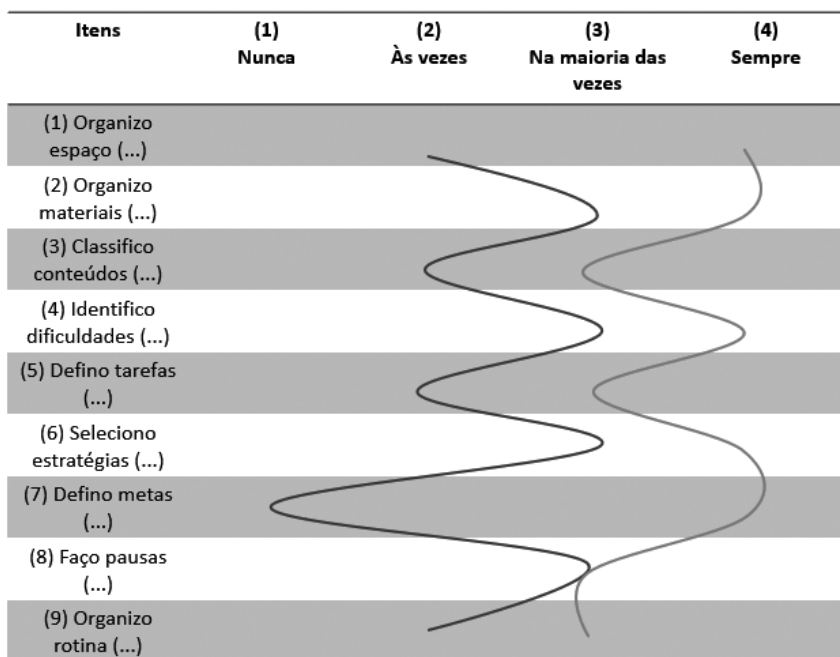 Itens (1) (2) (3) (4)
Nunca Às vezes Na maioria das Sempre
vezes
(1) Organizo
espaço (...)
(2) Organizo
materiais (...)
(3) Classifico
conteúdos (...)
(4) Identifico
dificuldades (...)
(5) Defino tarefas
(...)
(6) Seleciono
estratégias (...)
(7) Defino metas
(...)
(8) Faço pausas
(...)
(9) Organizo
rotina (...)